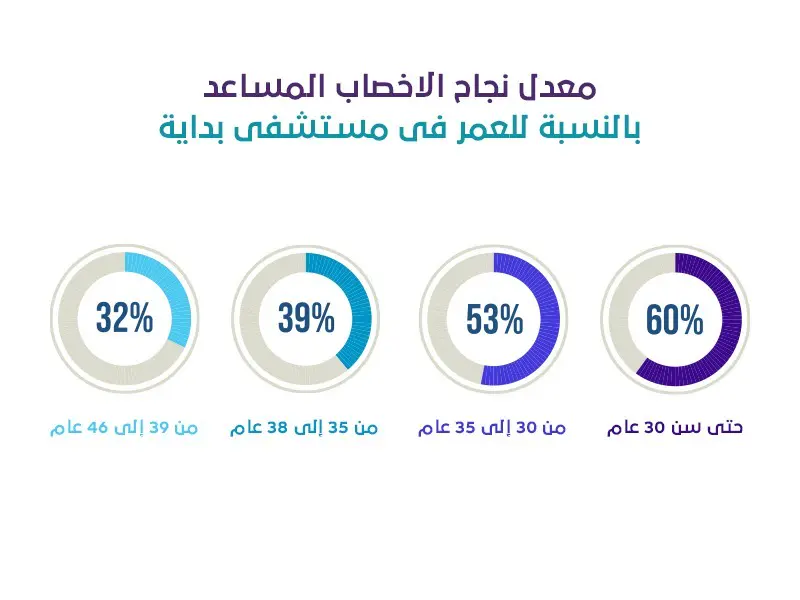 معدل نجاح الاخصاب المساعد
بالنسبة للعمر فى مستشفى بداية
60%
53%
39%
32%
حتى سن 30 عام
من 30 إلى 35 عام
من 35 إلى 38 عام
من 39 إلى 46 عام